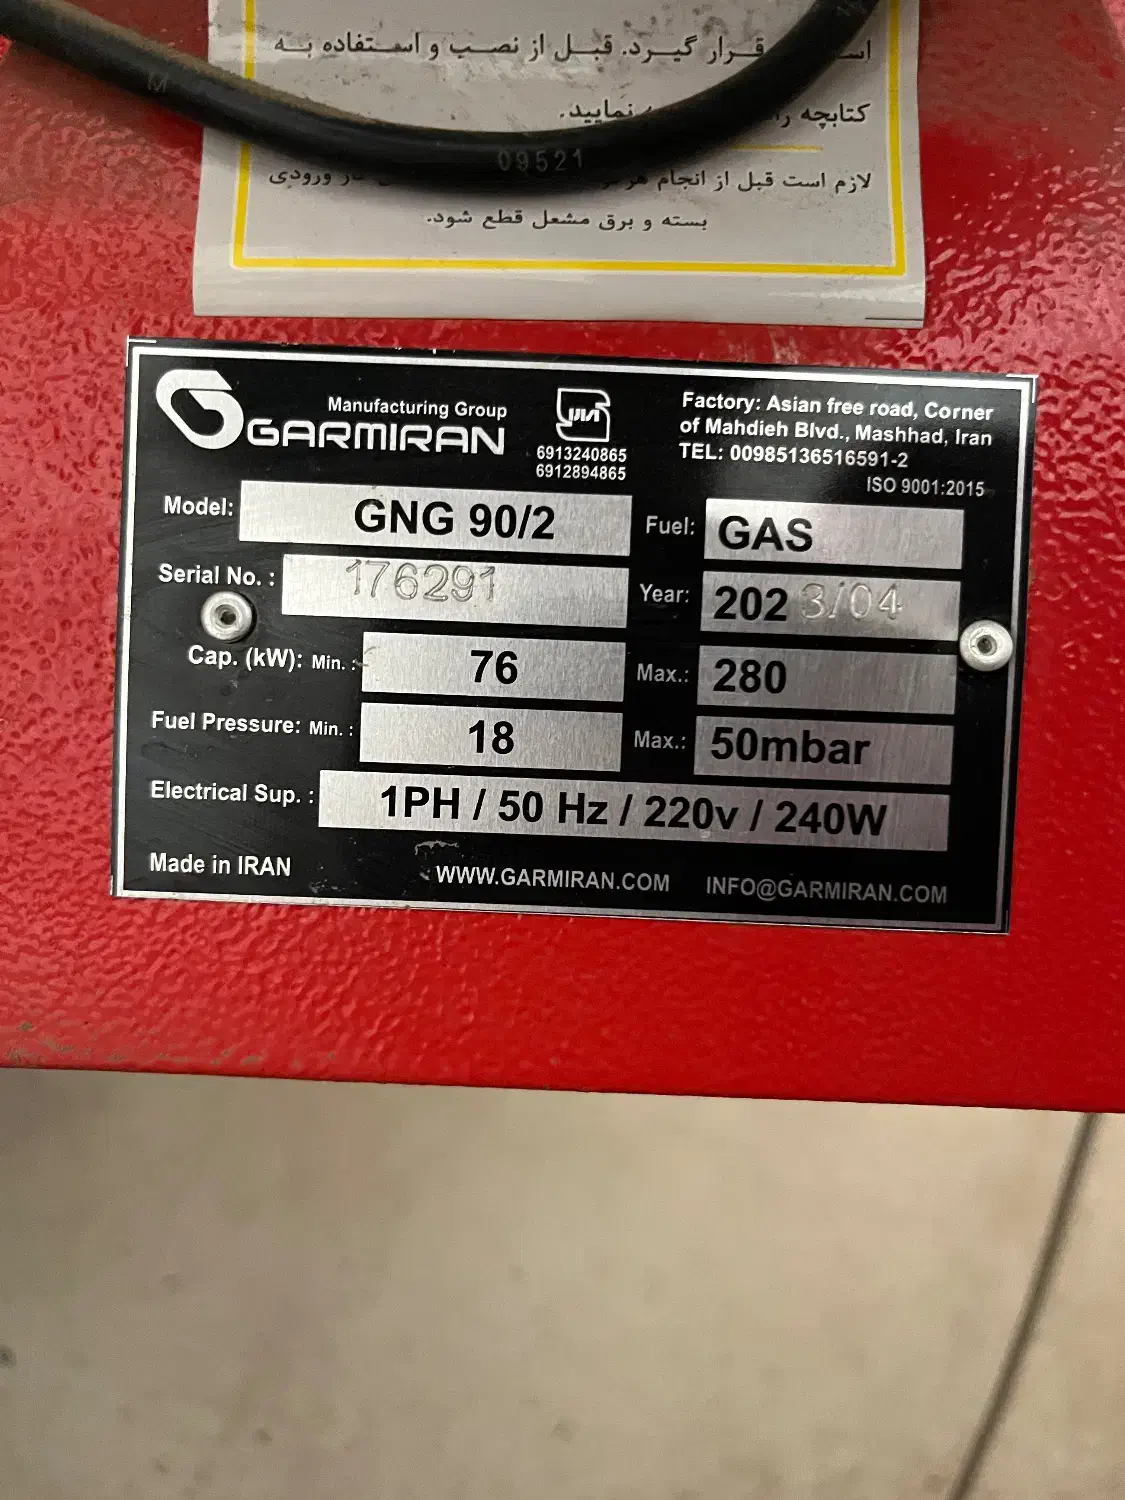 قرار گیرد. قبل از نصب و استفاده به
کتابچه نمایید.
لازم است قبل از انجام ورودی
بسته و برق مشعل قطع شود.
09521
Manufacturing Group
GARMIRAN
6913240865
6912894865
Factory: Asian free road, Corner
of Mahdieh Blvd., Mashhad, Iran
TEL: 00985136516591-2
ISO 9001:2015
Model: GNG 90/2 Fuel: GAS
Serial No. : 176291 Year: 2023/04
Cap. (kW): Min. : 76 Max.: 280
Fuel Pressure: Min. : 18 Max.: 50mbar
Electrical Sup. : 1PH / 50 Hz / 220v / 240W
Made in IRAN WWW.GARMIRAN.COM INFO@GARMIRAN.COM